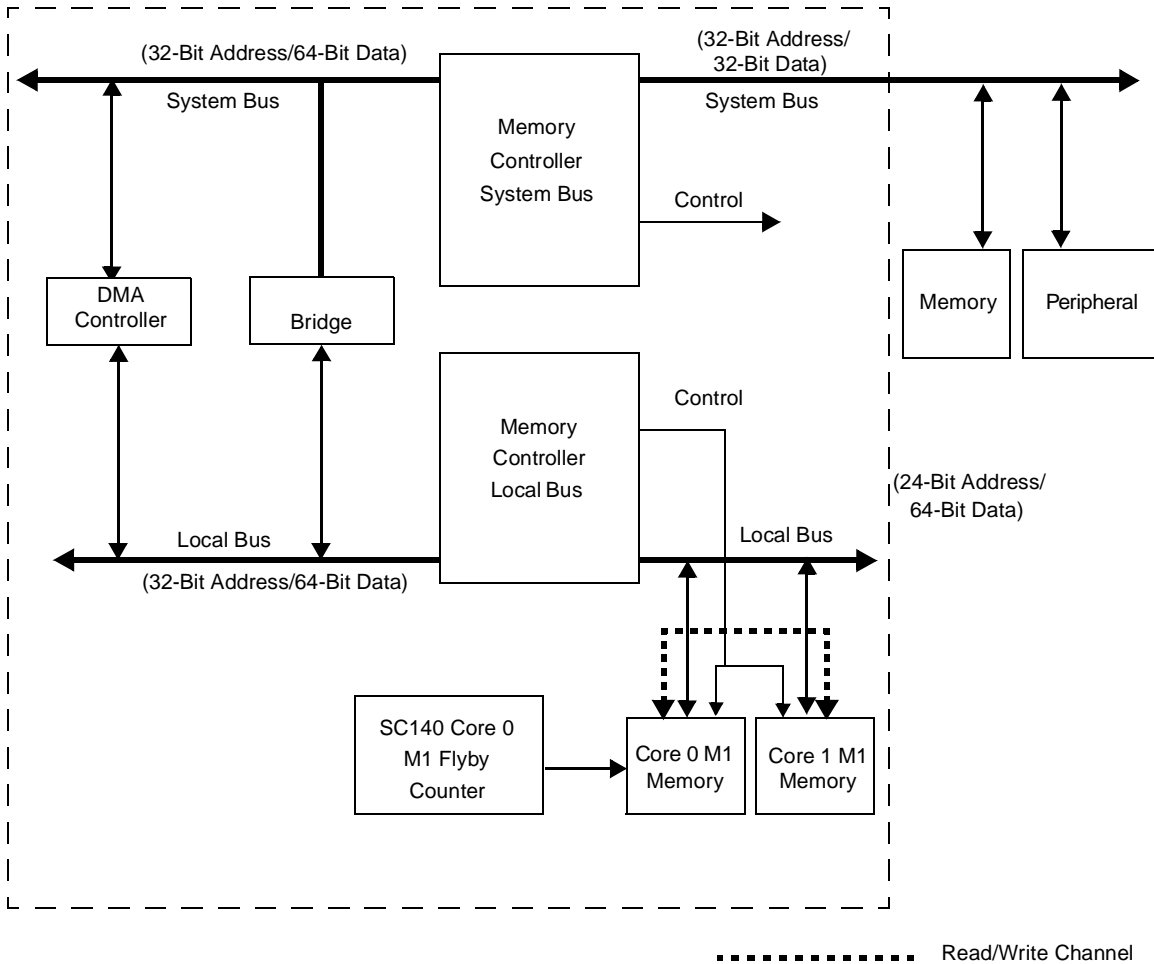 (32-Bit Address/64-Bit Data)
System Bus
(32-Bit Address/
32-Bit Data)
System Bus
Memory
Controller
System Bus
Control
DMA
Controller
Bridge
Memory
Peripheral
Memory
Controller
Local Bus
Control
(24-Bit Address/
64-Bit Data)
Local Bus
(32-Bit Address/64-Bit Data)
Local Bus
SC140 Core 0
M1 Flyby
Counter
Core 0 M1
Memory
Core 1 M1
Memory
Read/Write Channel